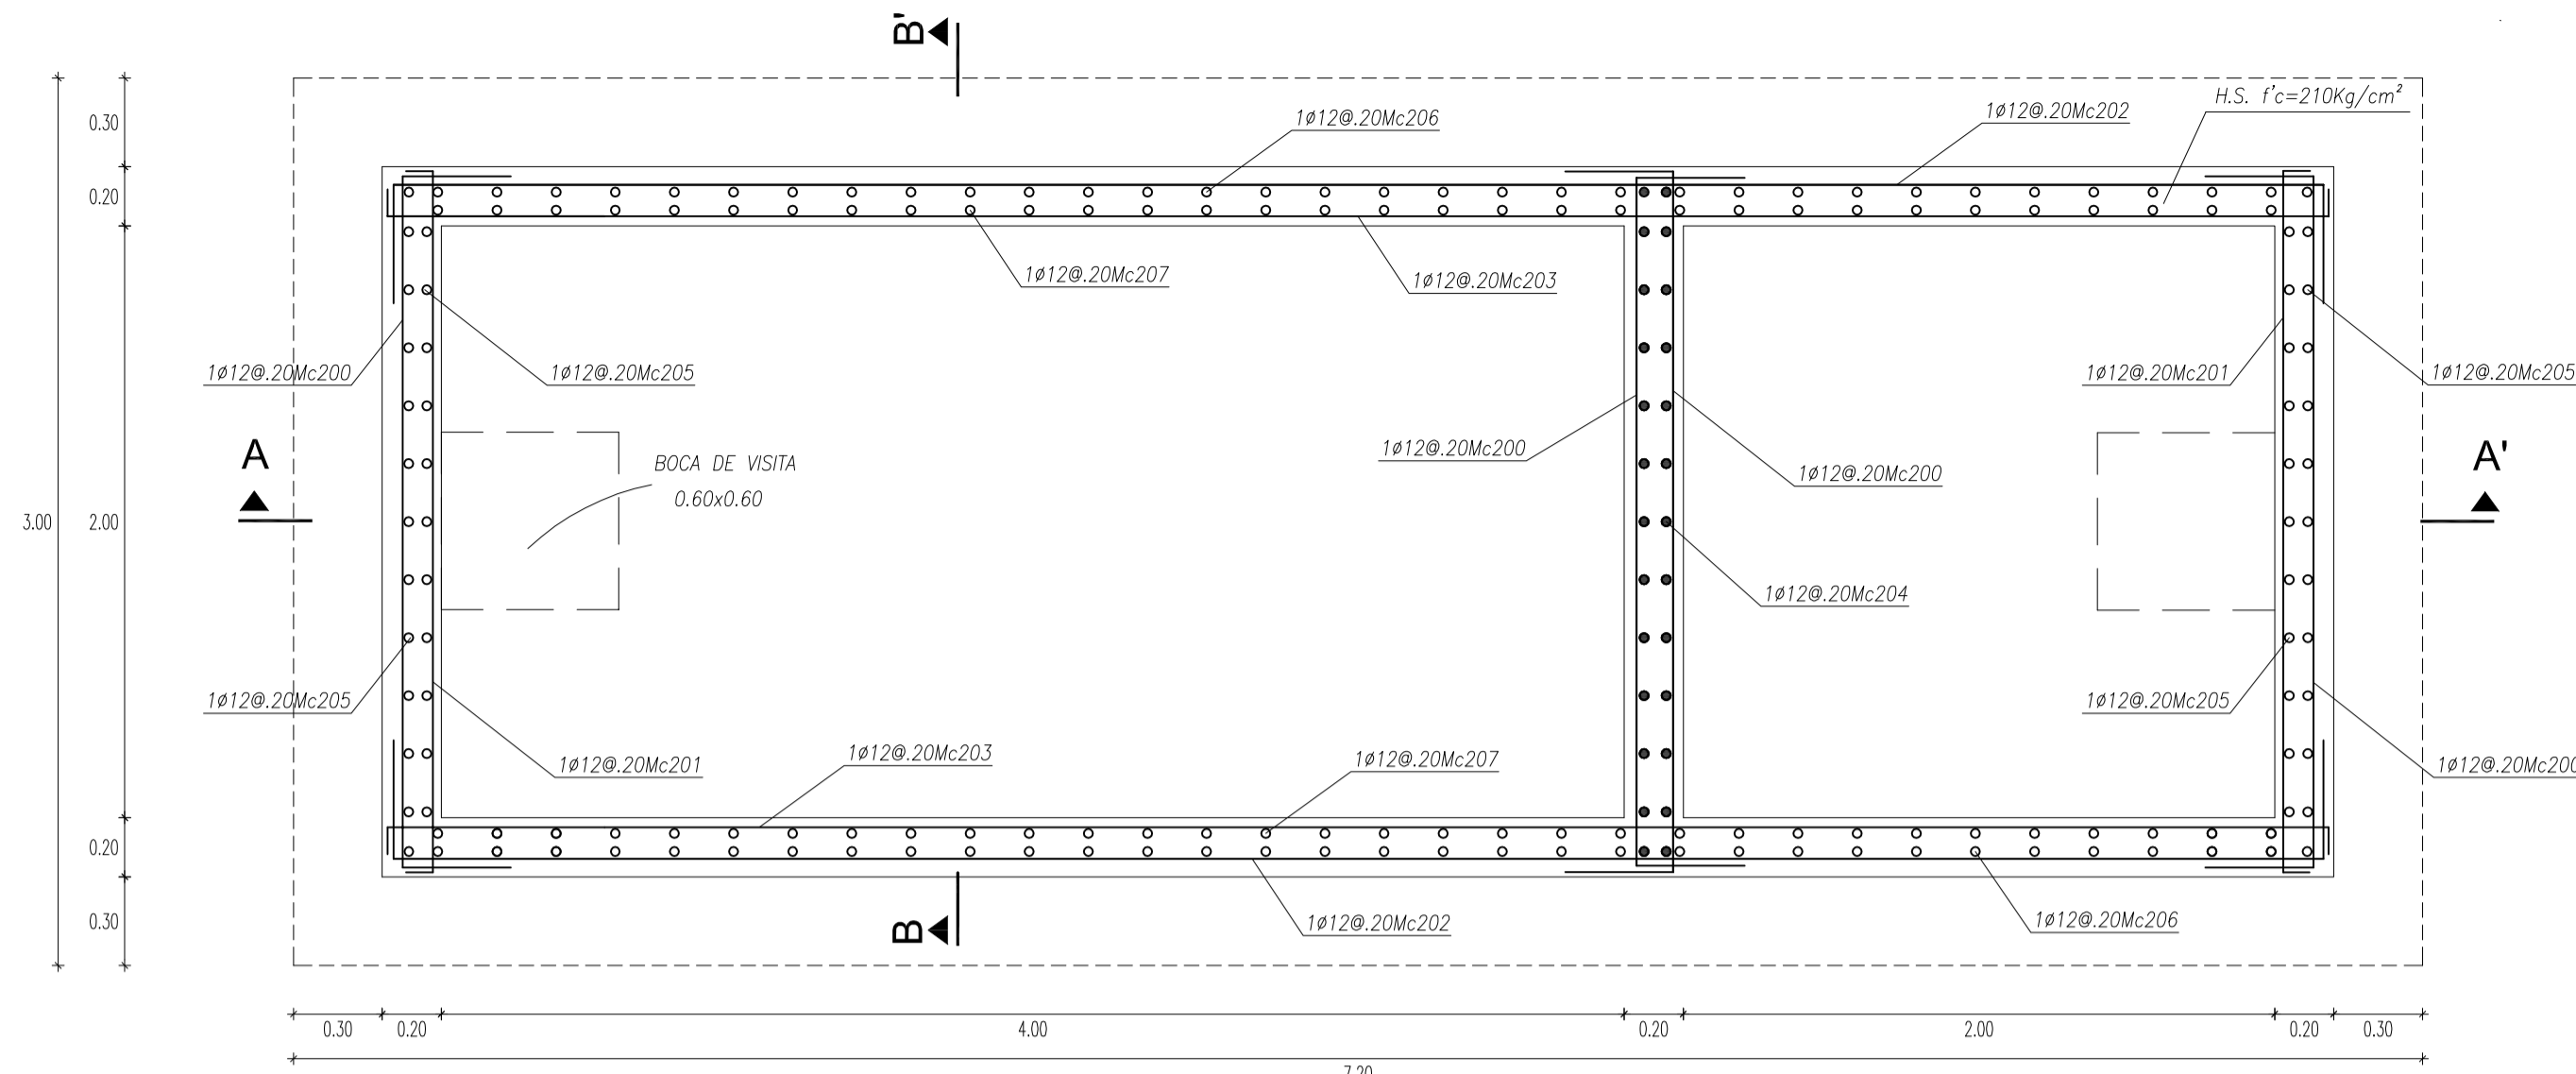 B'
H.S. f'c=210Kg/cm²
1ø12@.20Mc206
1ø12@.20Mc202
0.30
0.20
1ø12@.20Mc207
1ø12@.20Mc203
1ø12@.20Mc200
1ø12@.20Mc205
1ø12@.20Mc201
1ø12@.20Mc205
A
BOCA DE VISITA
0.60x0.60
1ø12@.20Mc200
1ø12@.20Mc200
A'
3.00
2.00
1ø12@.20Mc204
1ø12@.20Mc205
1ø12@.20Mc205
1ø12@.20Mc201
1ø12@.20Mc203
1ø12@.20Mc207
1ø12@.20Mc200
0.20
0.30
B
1ø12@.20Mc202
1ø12@.20Mc206
0.30
0.20
4.00
0.20
2.00
0.20
0.30
7.20